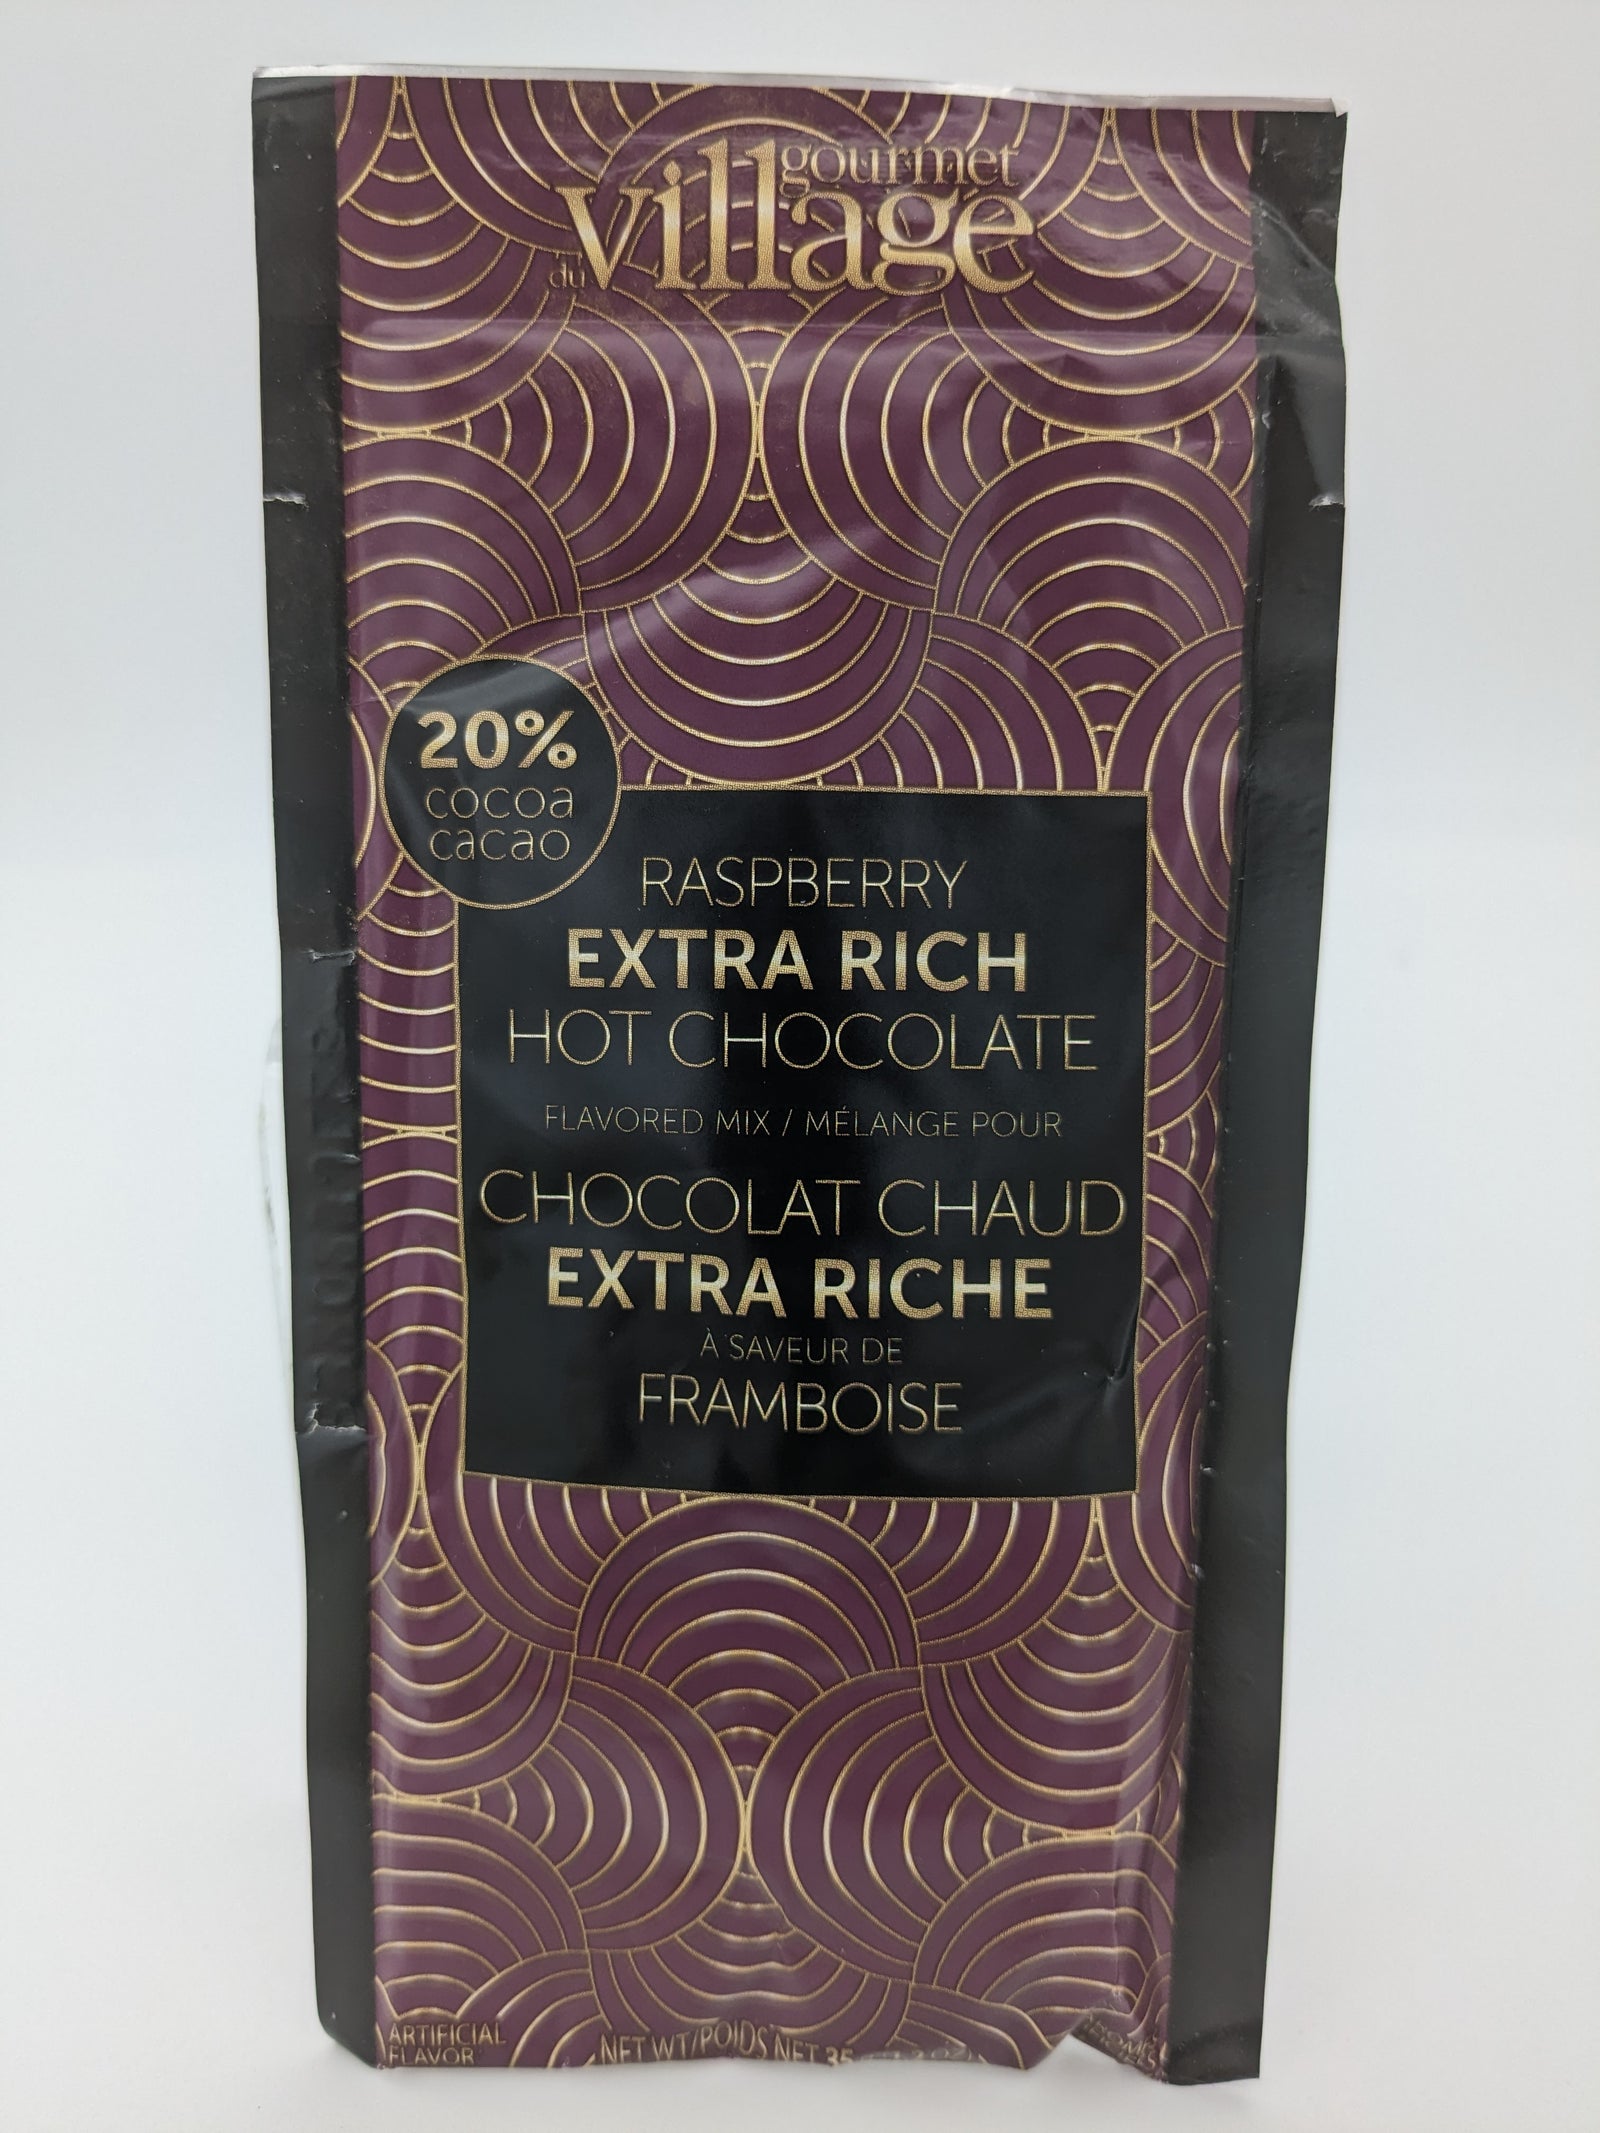 gourmet
du village
20%
cocoa
cacao
RASPBERRY
EXTRA RICH
HOT CHOCOLATE
FLAVORED MIX / MÉLANGE POUR
CHOCOLAT CHAUD
EXTRA RICHE
À SAVEUR DE
FRAMBOISE
ARTIFICIAL
FLAVOR
NET WT/POIDS NET 35